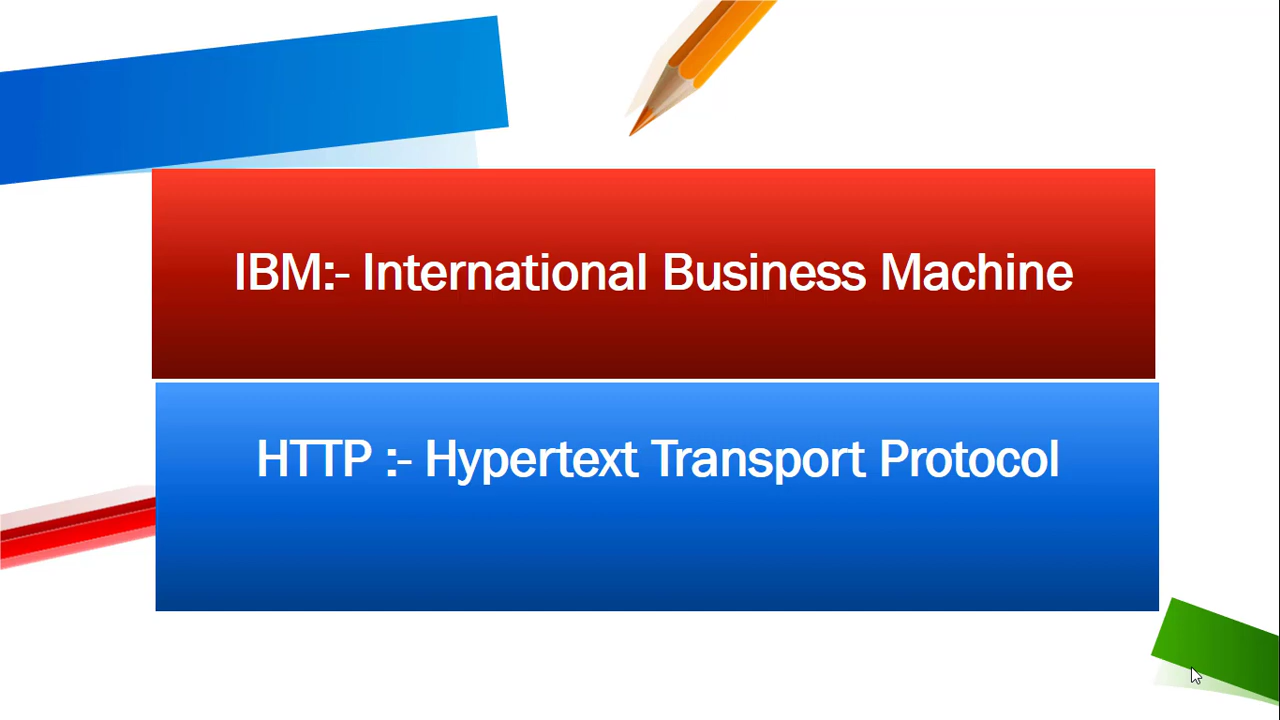 IBM:- International Business Machine
HTTP :- Hypertext Transport Protocol